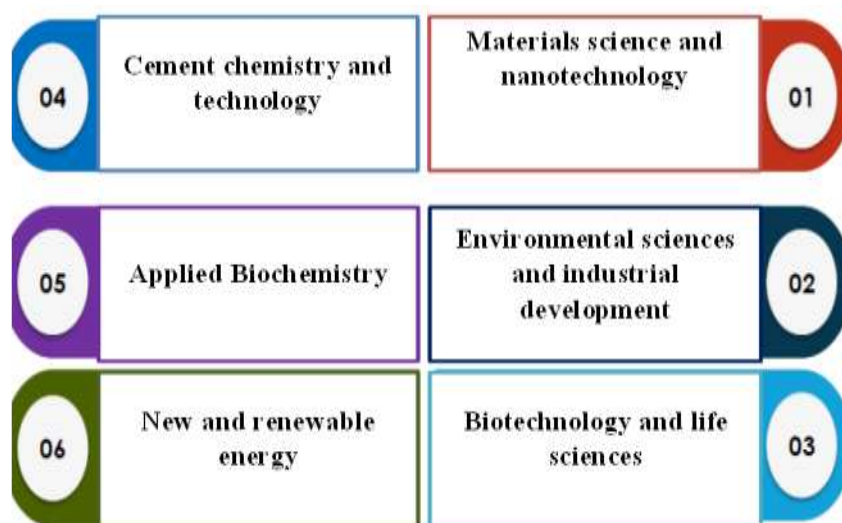 01
Materials science and
nanotechnology
02
Environmental sciences
and industrial
development
03
Biotechnology and life
sciences
04
Cement chemistry and
technology
05
Applied Biochemistry
06
New and renewable
energy